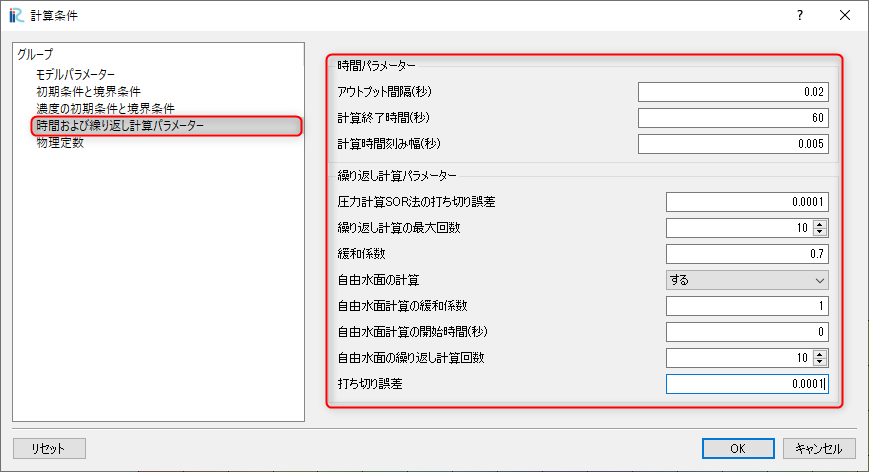 計算条件
グループ
モデルパラメーター
初期条件と境界条件
濃度の初期条件と境界条件
時間および繰り返し計算パラメーター
物理定数
時間パラメーター
アウトプット間隔(秒) 0.02
計算終了時間(秒) 60
計算時間刻み幅(秒) 0.005
繰り返し計算パラメーター
圧力計算SOR法の打ち切り誤差 0.0001
繰り返し計算の最大回数 10
緩和係数 0.7
自由水面の計算 する
自由水面計算の緩和係数 1
自由水面計算の開始時間(秒) 0
自由水面の繰り返し計算回数 10
打ち切り誤差 0.0001
リセット OK キャンセル